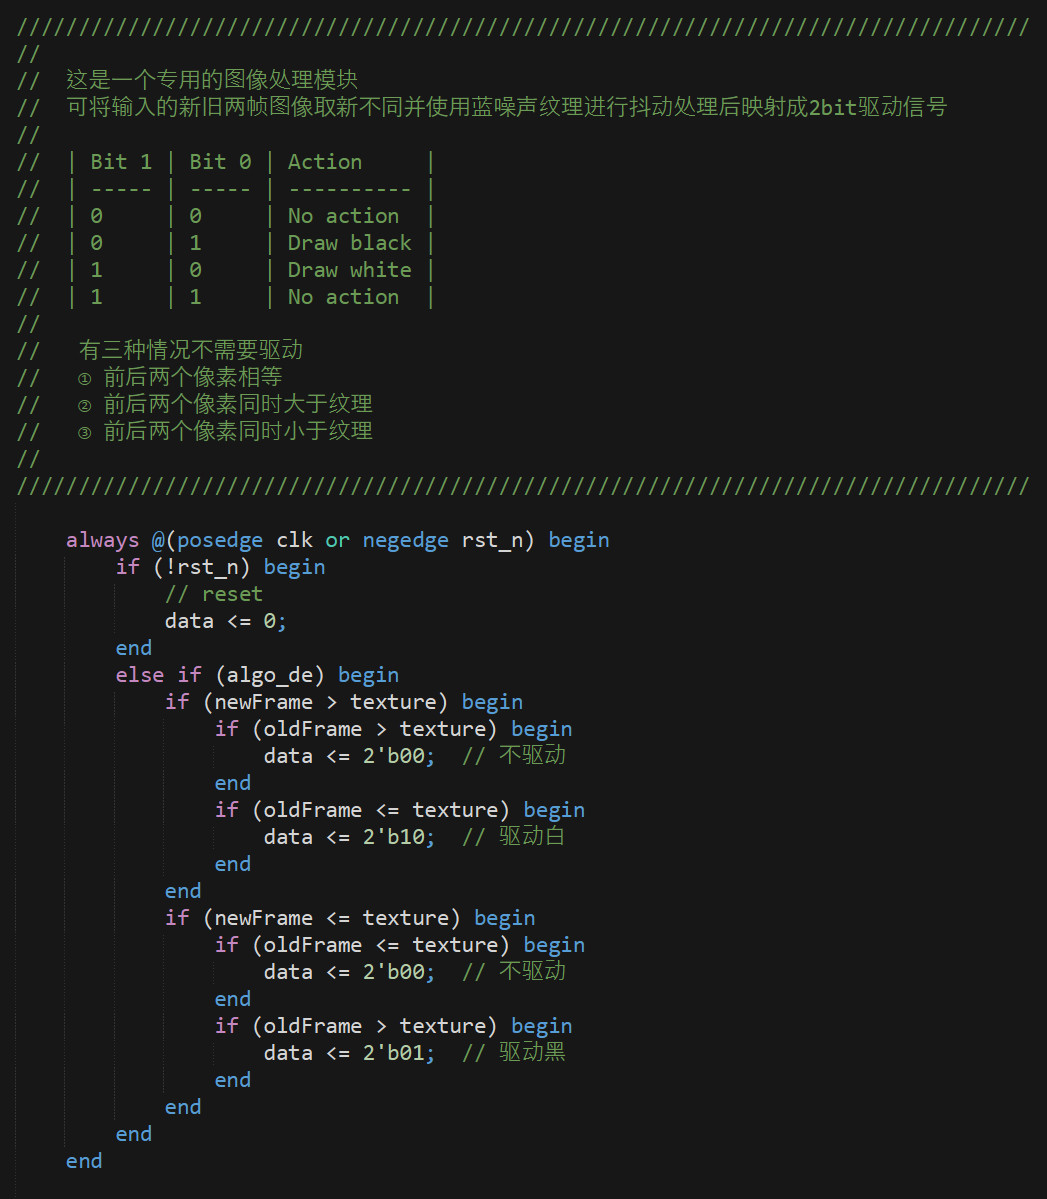 //////////////////////////////////////////////////////////////////////////////////
//
//  这是一个专用的图像处理模块
//  可将输入的新旧两帧图像取新不同并使用蓝噪声纹理进行抖动处理后映射成2bit驱动信号
//
//  | Bit 1 | Bit 0 | Action     |
//  | ----- | ----- | ---------- |
//  | 0     | 0     | No action  |
//  | 0     | 1     | Draw black |
//  | 1     | 0     | Draw white |
//  | 1     | 1     | No action  |
//
//   有三种情况不需要驱动
//   ① 前后两个像素相等
//   ② 前后两个像素同时大于纹理
//   ③ 前后两个像素同时小于纹理
//
//////////////////////////////////////////////////////////////////////////////////
    always @(posedge clk or negedge rst_n) begin
        if (!rst_n) begin
            // reset
            data <= 0;
        end
        else if (algo_de) begin
            if (newFrame > texture) begin
                if (oldFrame > texture) begin
                    data <= 2'b00;  // 不驱动
                end
                if (oldFrame <= texture) begin
                    data <= 2'b10;  // 驱动白
                end
            end
            if (newFrame <= texture) begin
                if (oldFrame <= texture) begin
                    data <= 2'b00;  // 不驱动
                end
                if (oldFrame > texture) begin
                    data <= 2'b01;  // 驱动黑
                end
            end
        end
    end